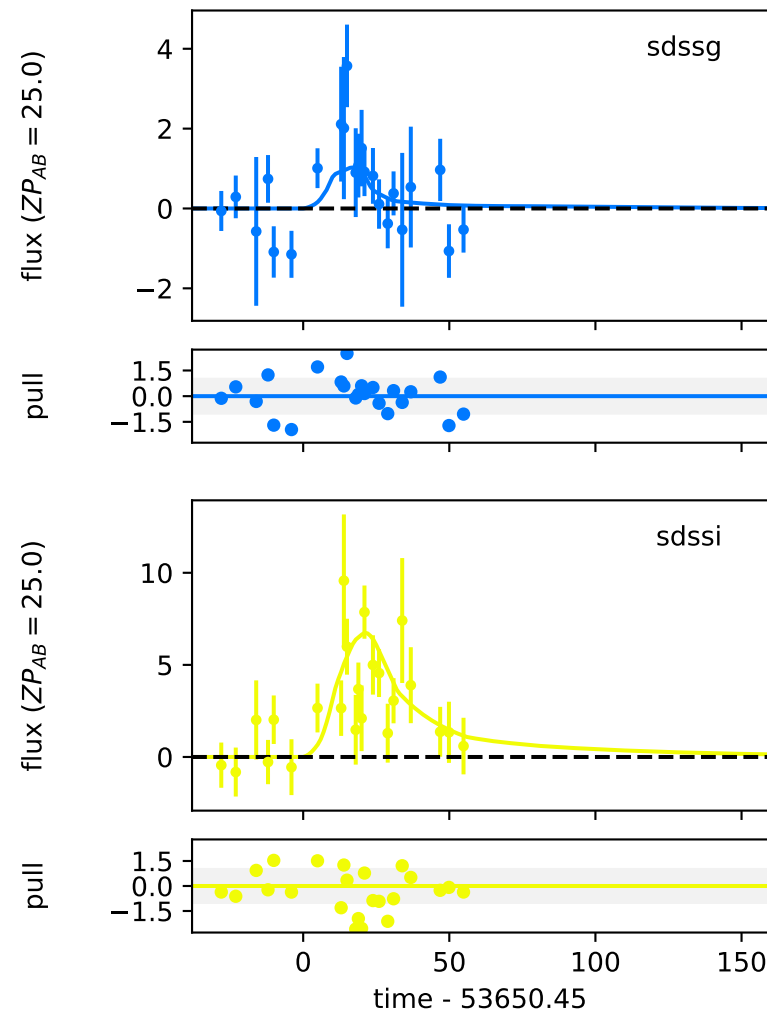 sdssg
flux (ZP_AB = 25.0)
4
2
0
−2
pull
1.5
0.0
−1.5
sdssi
flux (ZP_AB = 25.0)
10
5
0
pull
1.5
0.0
−1.5
0 50 100 150
time - 53650.45